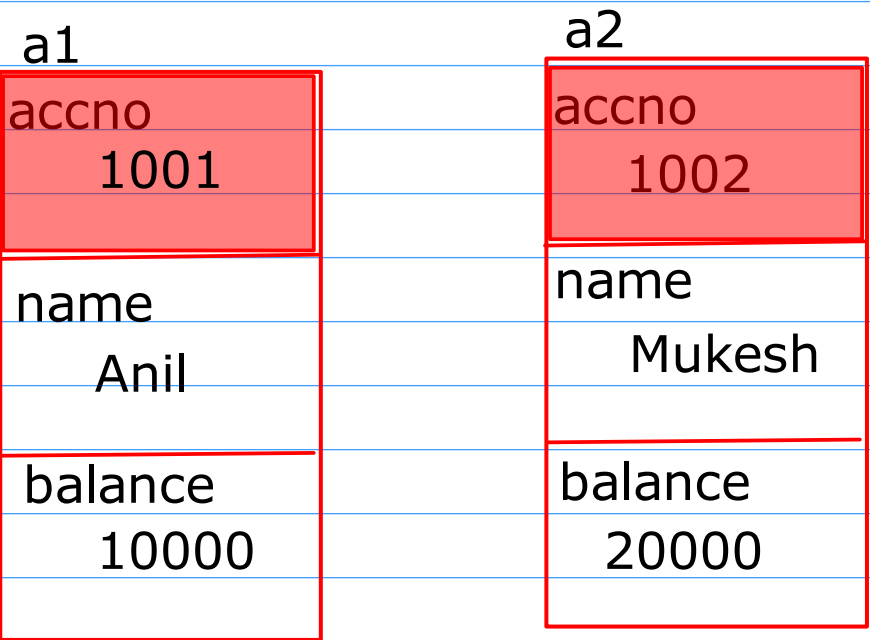 a1
accno
1001
name
Anil
balance
10000
a2
accno
1002
name
Mukesh
balance
20000